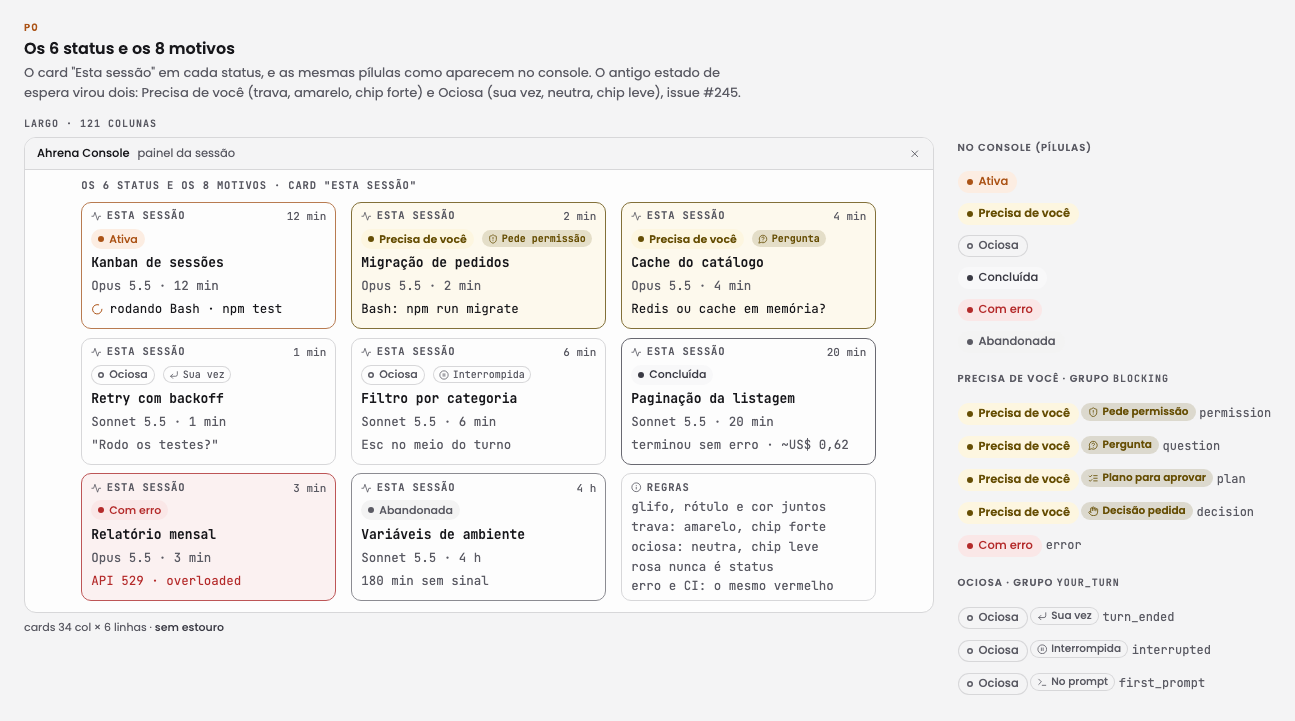 P0
Os 6 status e os 8 motivos
O card "Esta sessão" em cada status, e as mesmas pílulas como aparecem no console. O antigo estado de
espera virou dois: Precisa de você (trava, amarelo, chip forte) e Ociosa (sua vez, neutra, chip leve), issue #245.
LARGO · 121 COLUNAS
Ahrena Console painel da sessão
OS 6 STATUS E OS 8 MOTIVOS · CARD "ESTA SESSÃO"
ESTA SESSÃO 12 min
Ativa
Kanban de sessões
Opus 5.5 · 12 min
rodando Bash · npm test
ESTA SESSÃO 2 min
Precisa de você Pede permissão
Migração de pedidos
Opus 5.5 · 2 min
Bash: npm run migrate
ESTA SESSÃO 4 min
Precisa de você Pergunta
Cache do catálogo
Opus 5.5 · 4 min
Redis ou cache em memória?
ESTA SESSÃO 1 min
Ociosa Sua vez
Retry com backoff
Sonnet 5.5 · 1 min
"Rodo os testes?"
ESTA SESSÃO 6 min
Ociosa Interrompida
Filtro por categoria
Sonnet 5.5 · 6 min
Esc no meio do turno
ESTA SESSÃO 20 min
Concluída
Paginação da listagem
Sonnet 5.5 · 20 min
terminou sem erro · ~US$ 0,62
ESTA SESSÃO 3 min
Com erro
Relatório mensal
Opus 5.5 · 3 min
API 529 · overloaded
ESTA SESSÃO 4 h
Abandonada
Variáveis de ambiente
Sonnet 5.5 · 4 h
180 min sem sinal
REGRAS
glifo, rótulo e cor juntos
trava: amarelo, chip forte
ociosa: neutra, chip leve
rosa nunca é status
erro e CI: o mesmo vermelho
cards 34 col × 6 linhas · sem estouro
NO CONSOLE (PÍLULAS)
Ativa
Precisa de você
Ociosa
Concluída
Com erro
Abandonada
PRECISA DE VOCÊ · GRUPO BLOCKING
Precisa de você Pede permissão permission
Precisa de você Pergunta question
Precisa de você Plano para aprovar plan
Precisa de você Decisão pedida decision
Com erro error
OCIOSA · GRUPO YOUR_TURN
Ociosa Sua vez turn_ended
Ociosa Interrompida interrupted
Ociosa No prompt first_prompt